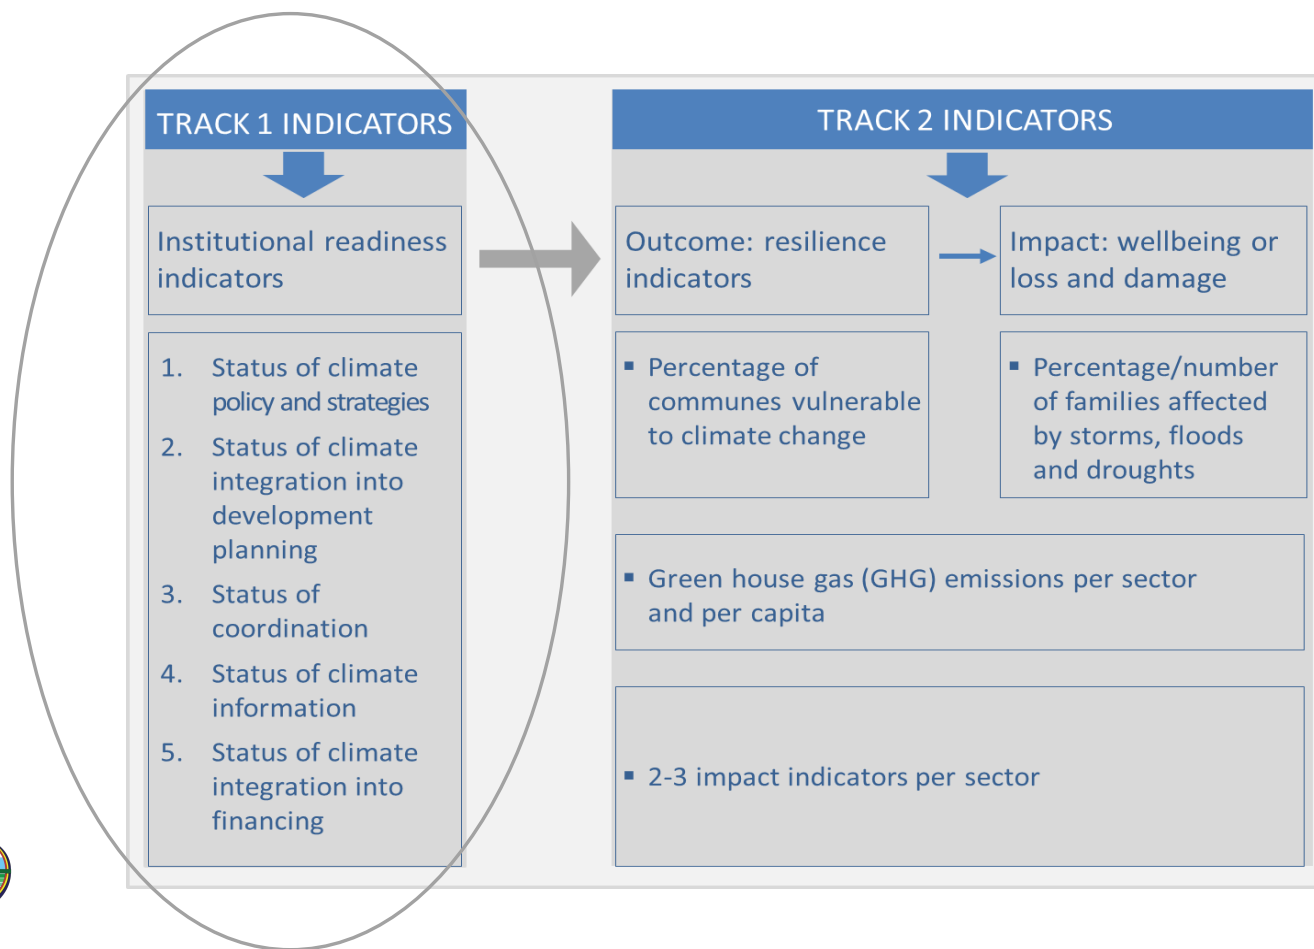 TRACK 1 INDICATORS
Institutional readiness
indicators
1. Status of climate
policy and strategies
2. Status of climate
integration into
development
planning
3. Status of
coordination
4. Status of climate
information
5. Status of climate
integration into
financing
TRACK 2 INDICATORS
Outcome: resilience
indicators
Impact: wellbeing or
loss and damage
▪ Percentage of
communes vulnerable
to climate change
▪ Percentage/number
of families affected
by storms, floods
and droughts
▪ Green house gas (GHG) emissions per sector
and per capita
▪ 2-3 impact indicators per sector